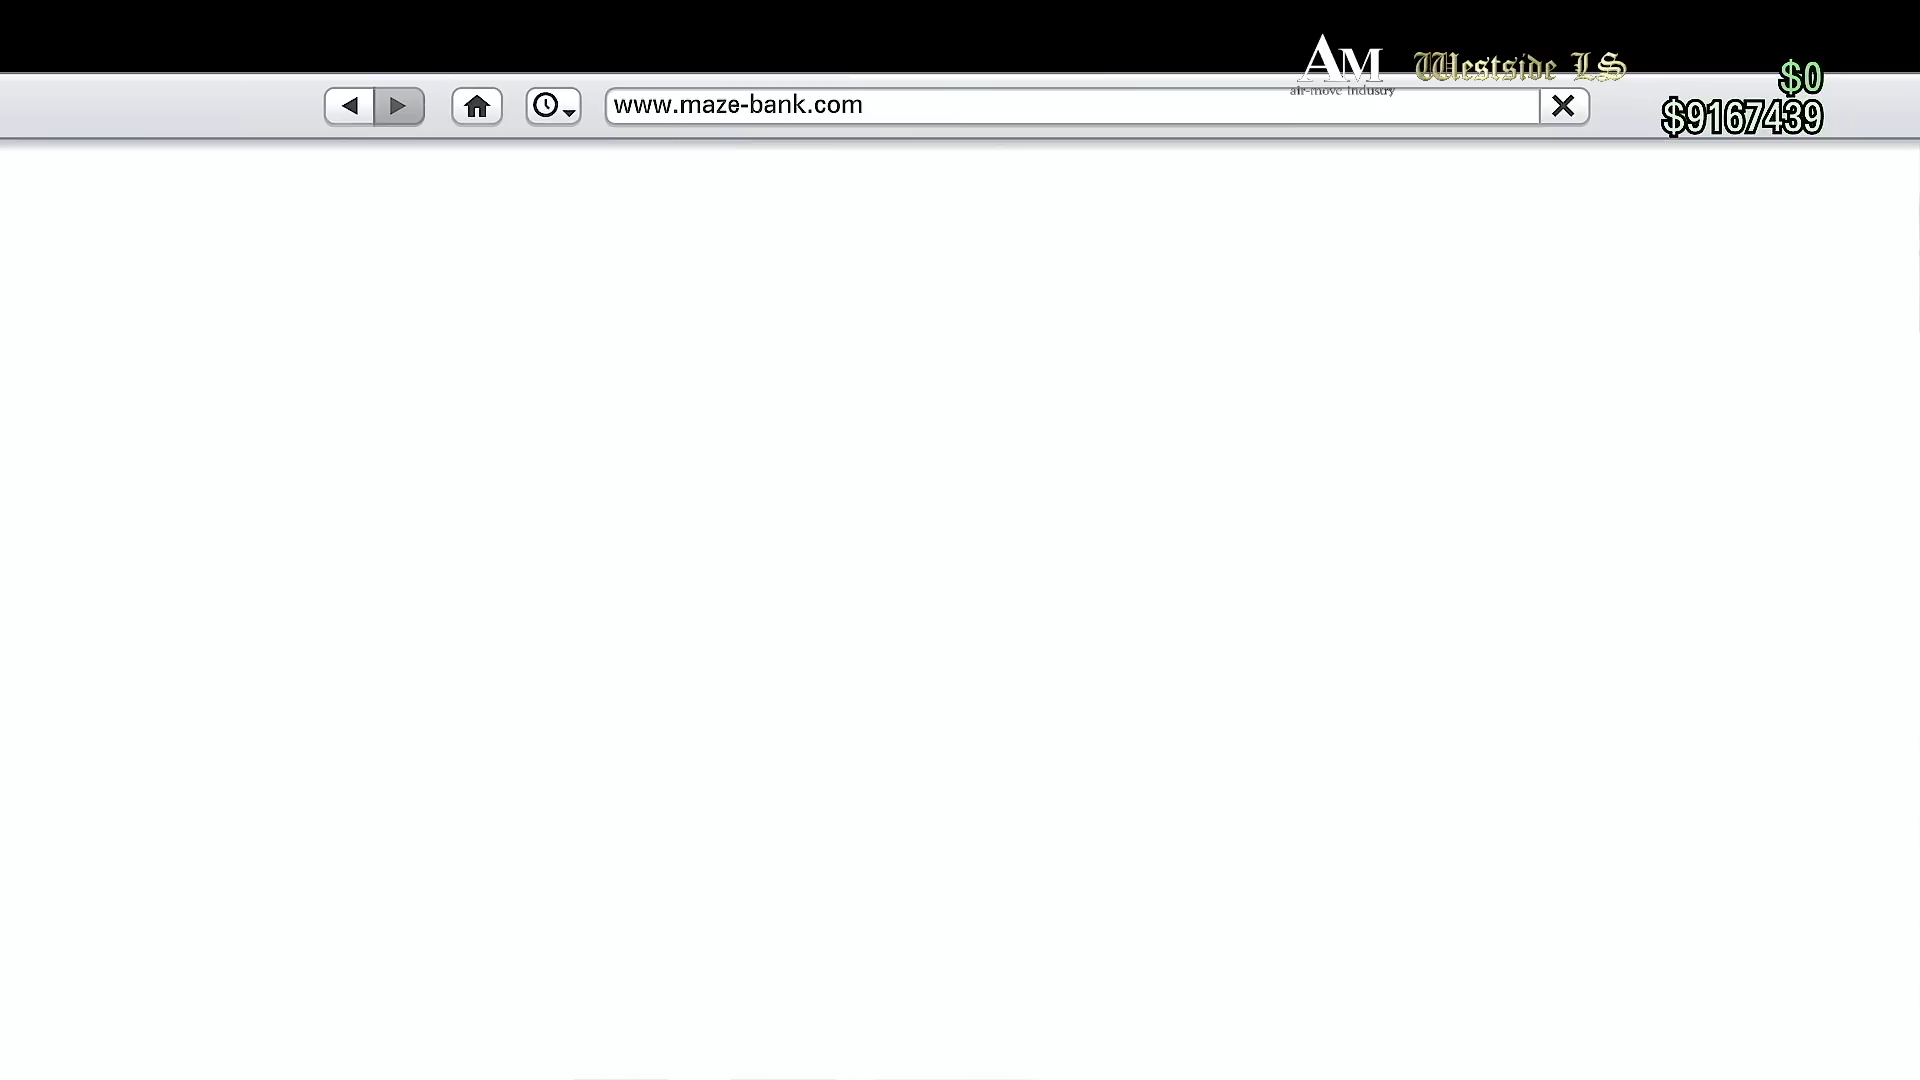 AM Westside LS
air-move industry
$0
www.maze-bank.com
$9167439